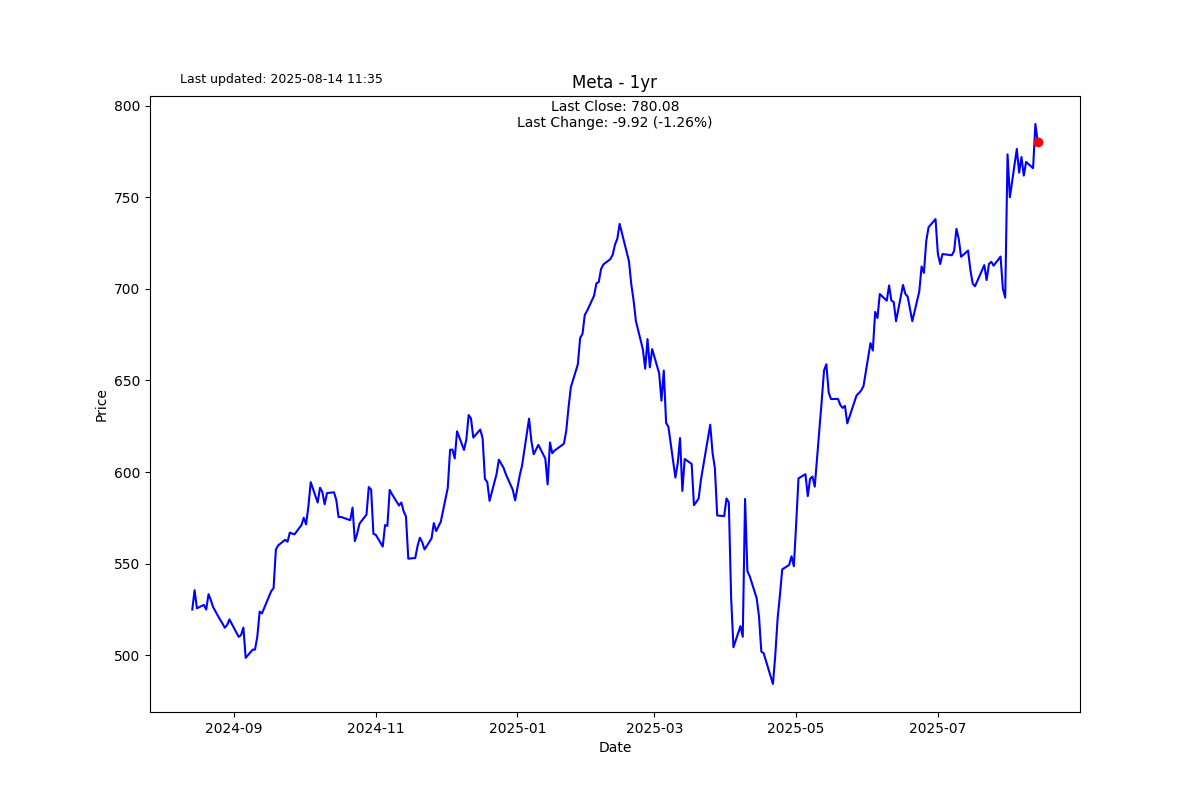 Last updated: 2025-08-14 11:35
Meta - 1yr
Last Close: 780.08
Last Change: -9.92 (-1.26%)
800
750
700
650
600
550
500
Price
2024-09
2024-11
2025-01
2025-03
2025-05
2025-07
Date